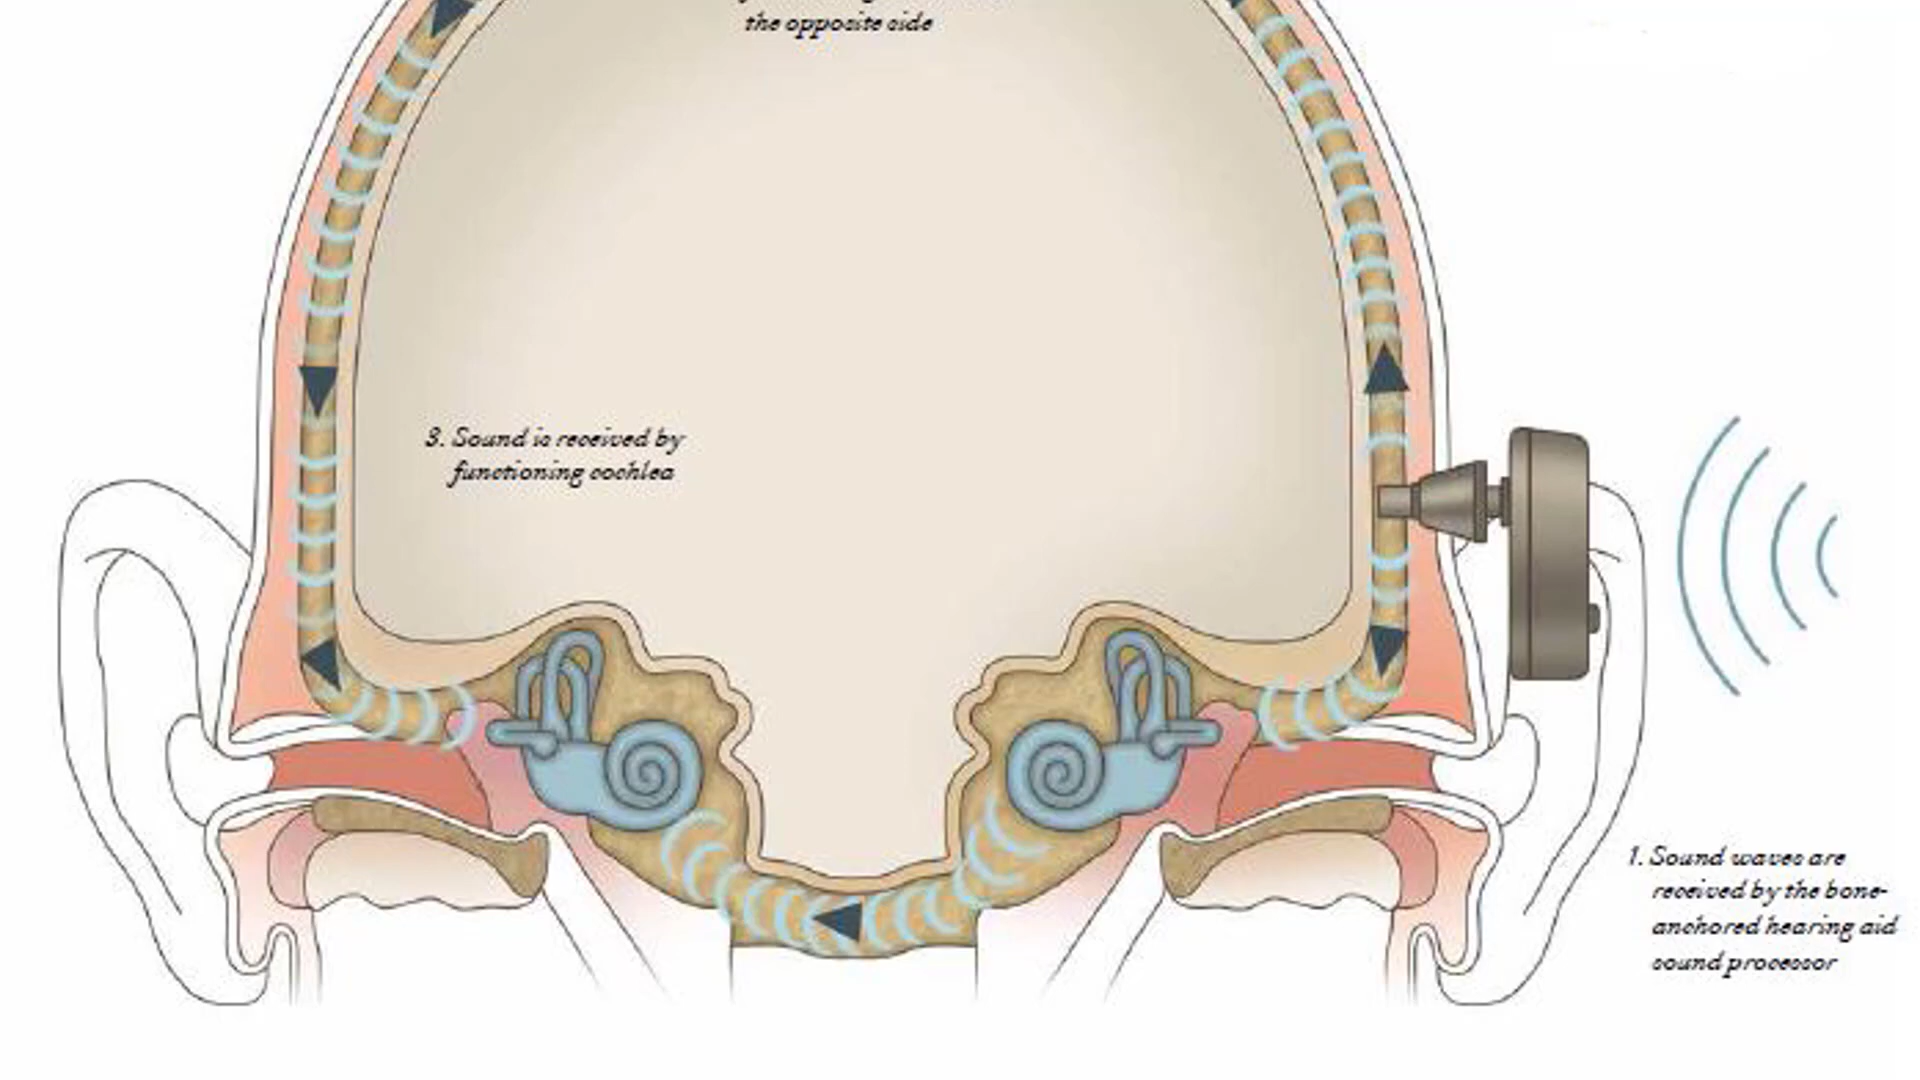 the opposite side
3. Sound is received by
functioning cochlea
1. Sound waves are
received by the bone-
anchored hearing aid
sound processor